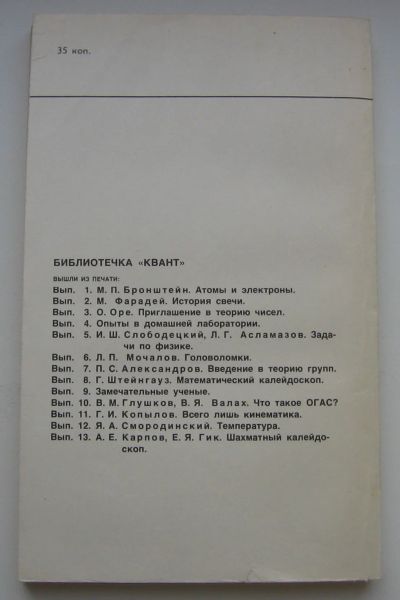 35 коп.
БИБЛИОТЕЧКА «КВАНТ»
ВЫШЛИ ИЗ ПЕЧАТИ:
Вып. 1. М. П. Бронштейн. Атомы и электроны.
Вып. 2. М. Фарадей. История свечи.
Вып. 3. О. Оре. Приглашение в теорию чисел.
Вып. 4. Опыты в домашней лаборатории.
Вып. 5. И. Ш. Слободецкий, Л. Г. Асламазов. Зада-
чи по физике.
Вып. 6. Л. П. Мочалов. Головоломки.
Вып. 7. П. С. Александров. Введение в теорию групп.
Вып. 8. Г. Штейнгауз. Математический калейдоскоп.
Вып. 9. Замечательные ученые.
Вып. 10. В. М. Глушков, В. Я. Валах. Что такое ОГАС?
Вып. 11. Г. И. Копылов. Всего лишь кинематика.
Вып. 12. Я. А. Смородинский. Температура.
Вып. 13. А. Е. Карпов, Е. Я. Гик. Шахматный калейдо-
скоп.